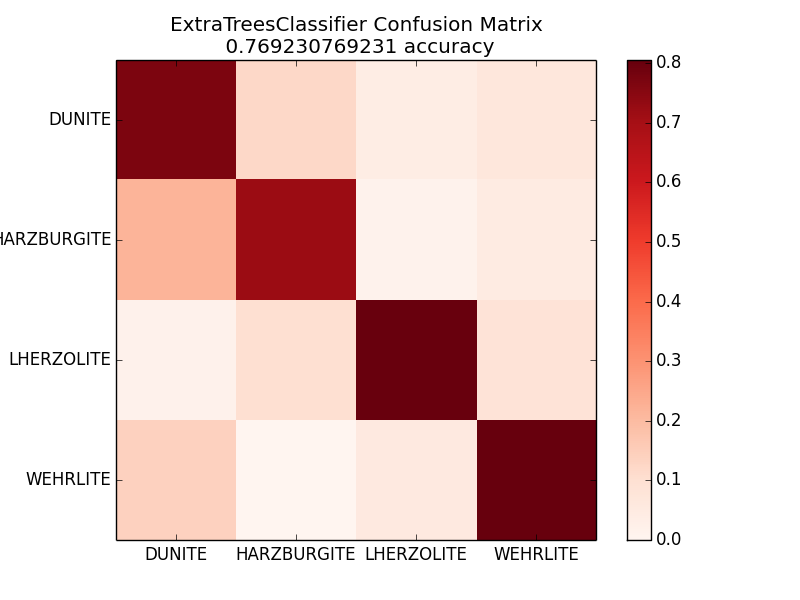 ExtraTreesClassifier Confusion Matrix
0.769230769231 accuracy
DUNITE
HARZBURGITE
LHERZOLITE
WEHRLITE
DUNITE HARZBURGITE LHERZOLITE WEHRLITE
0.8
0.7
0.6
0.5
0.4
0.3
0.2
0.1
0.0